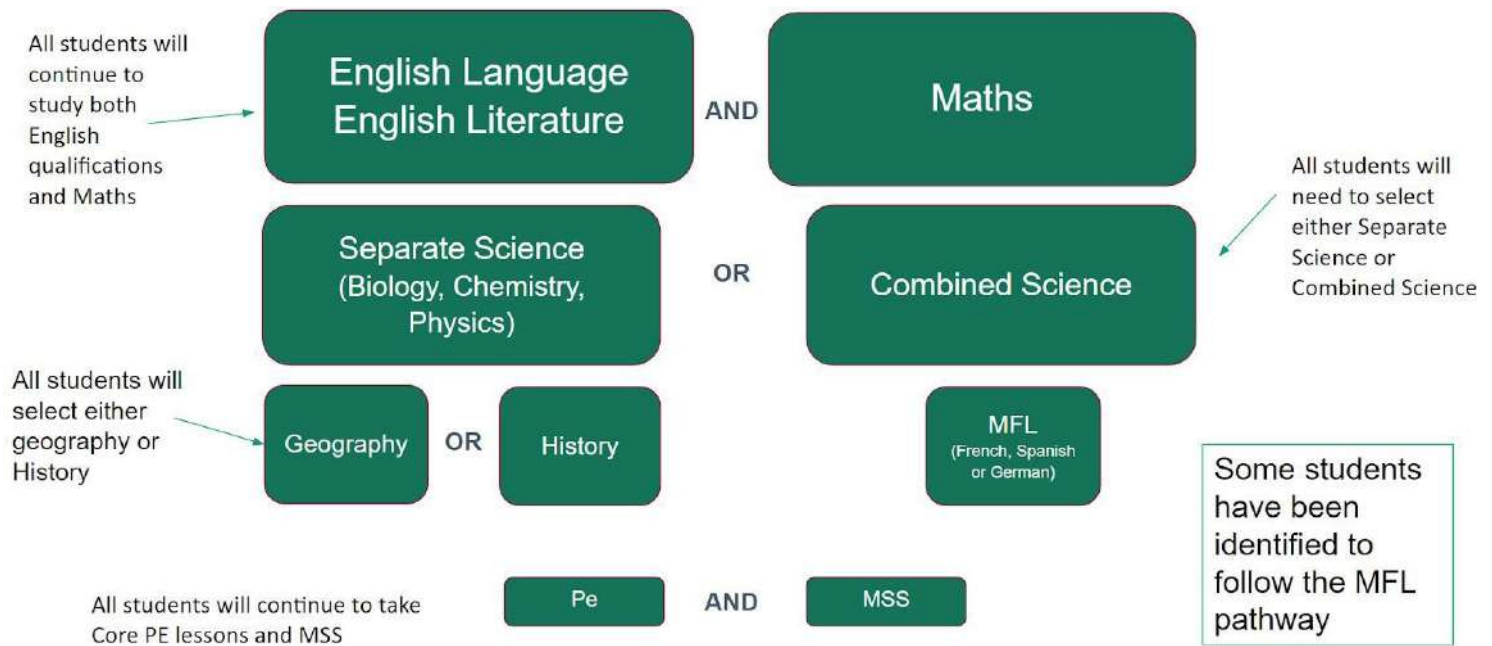 All students will
continue to
study both
English
qualifications
and Maths
English Language
English Literature
AND
Maths
All students will
need to select
either Separate
Science or
Combined Science
Separate Science
(Biology, Chemistry,
Physics)
OR
Combined Science
All students will
select either
geography or
History
Geography
OR
History
MFL
(French, Spanish
or German)
Some students
have been
identified to
follow the MFL
pathway
All students will continue to take
Core PE lessons and MSS
Pe
AND
MSS